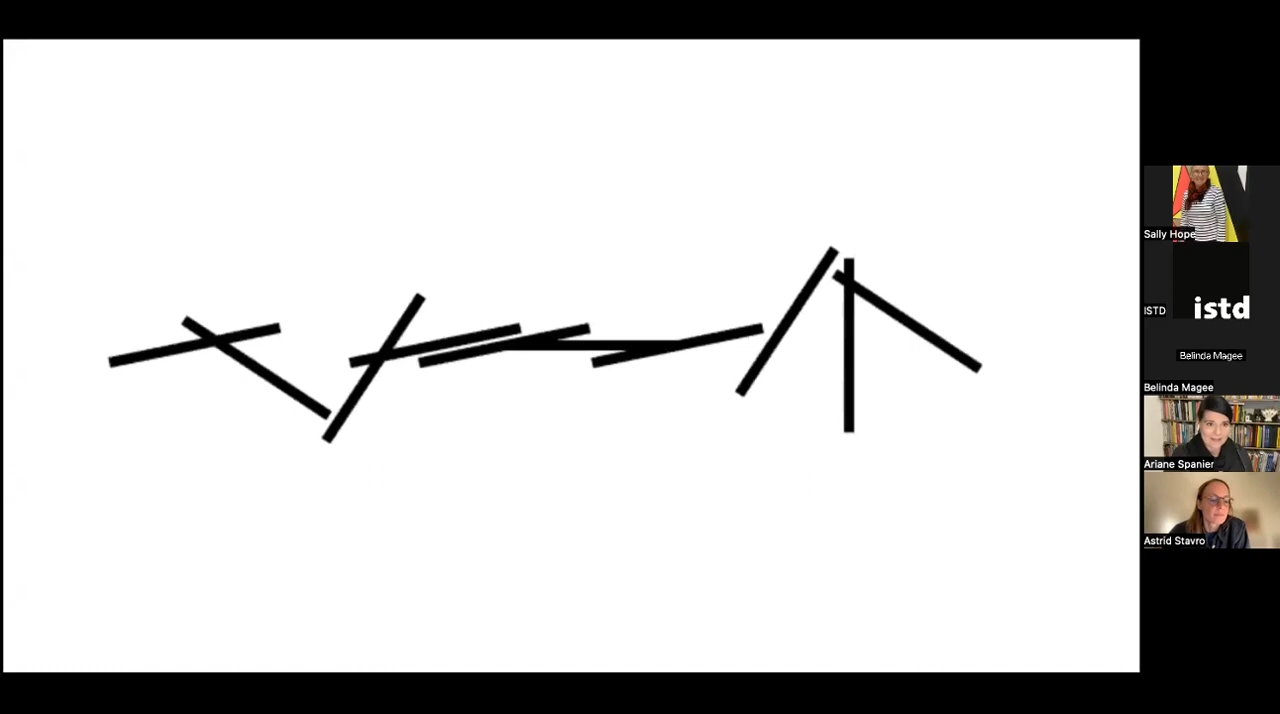 Sally Hope
istd
ISTD
Belinda Magee
Belinda Magee
Ariane Spanier
Astrid Stavro